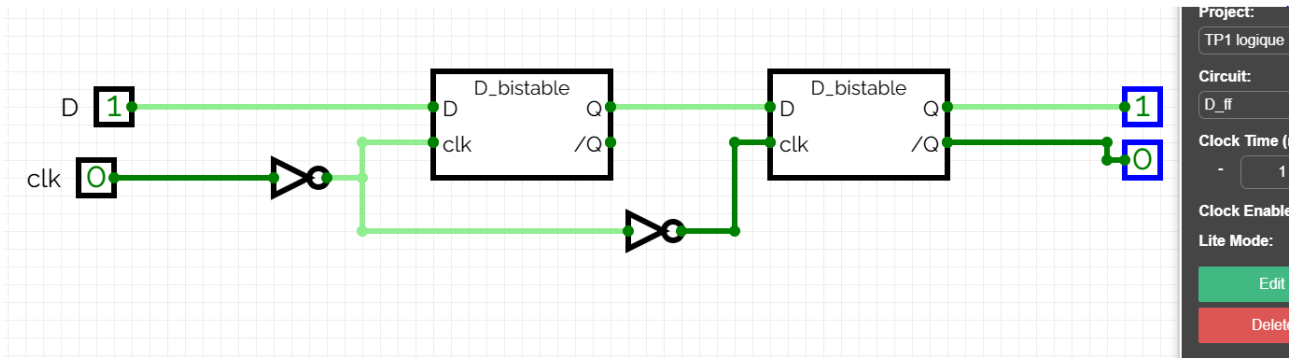 D 1
clk 0
D_bistable
D Q
clk /Q
D_bistable
D Q
clk /Q
1
0
Project:
TP1 logique
Circuit:
D_ff
Clock Time (
- 1
Clock Enable
Lite Mode:
Edit
Delete